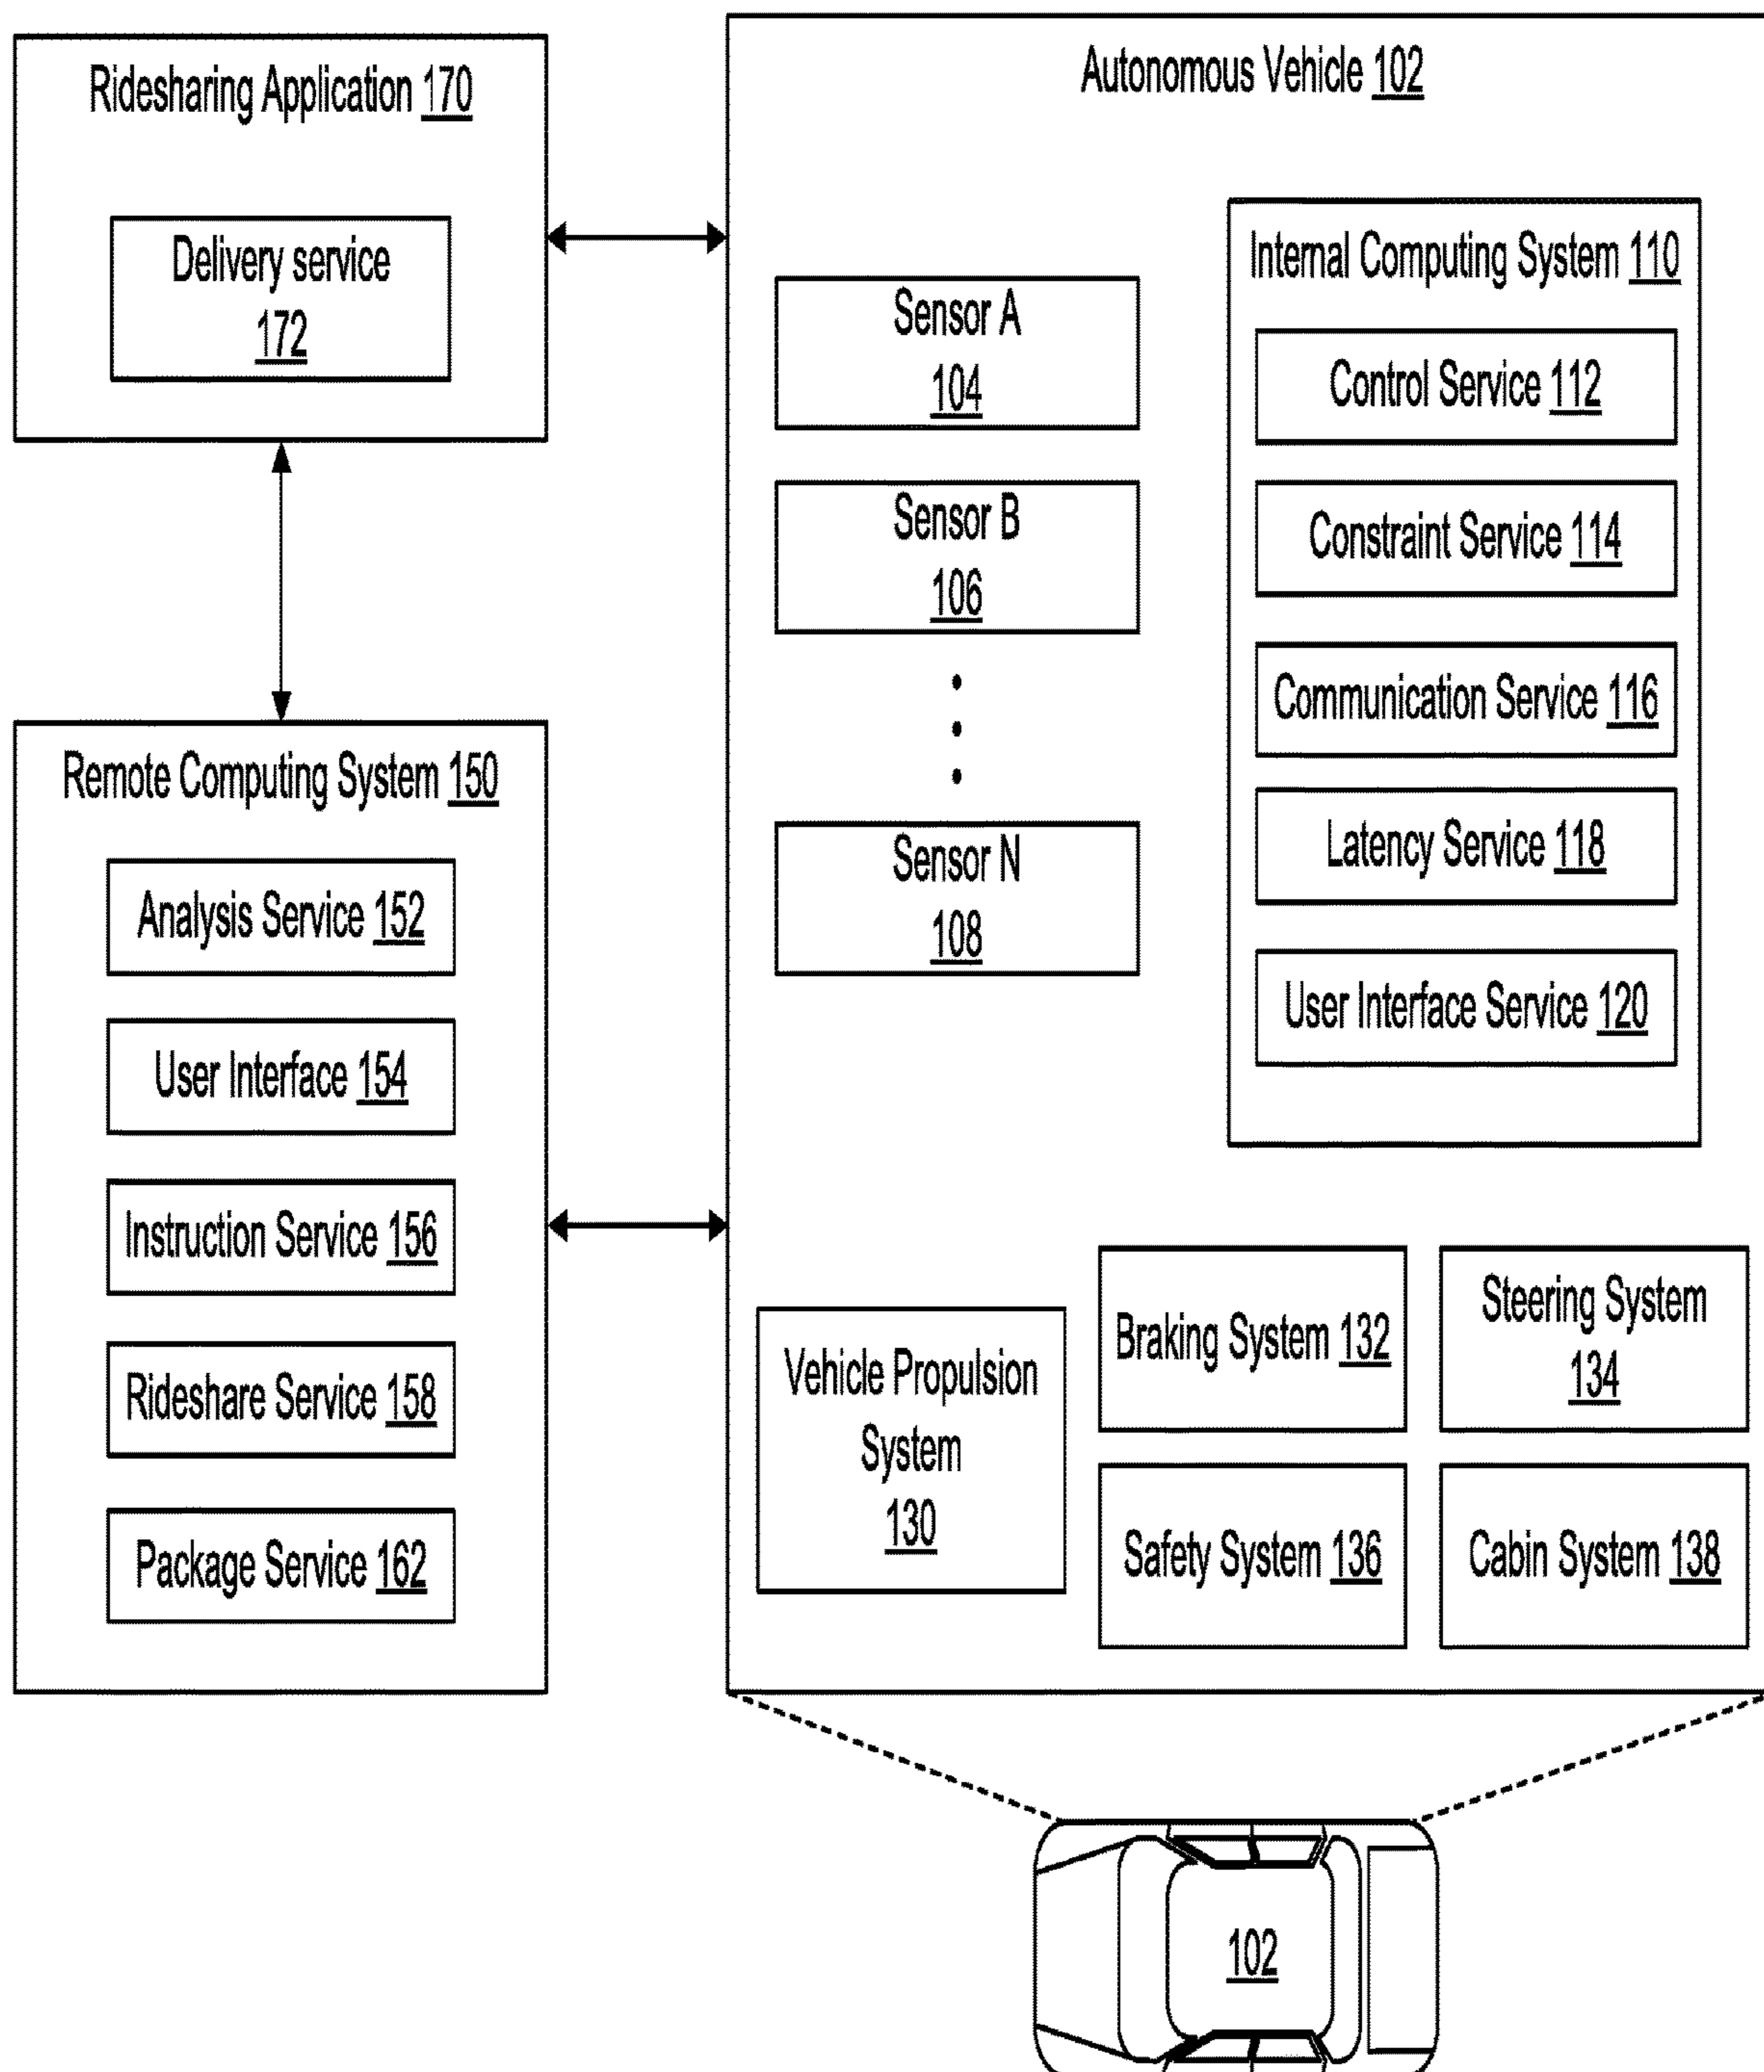 Ridesharing Application 170
Delivery service
172
Remote Computing System 150
Analysis Service 152
User Interface 154
Instruction Service 156
Rideshare Service 158
Package Service 162
Autonomous Vehicle 102
Sensor A
104
Sensor B
106
Sensor N
108
Internal Computing System 110
Control Service 112
Constraint Service 114
Communication Service 116
Latency Service 118
User Interface Service 120
Vehicle Propulsion
System
130
Braking System 132
Steering System
134
Safety System 136
Cabin System 138
102